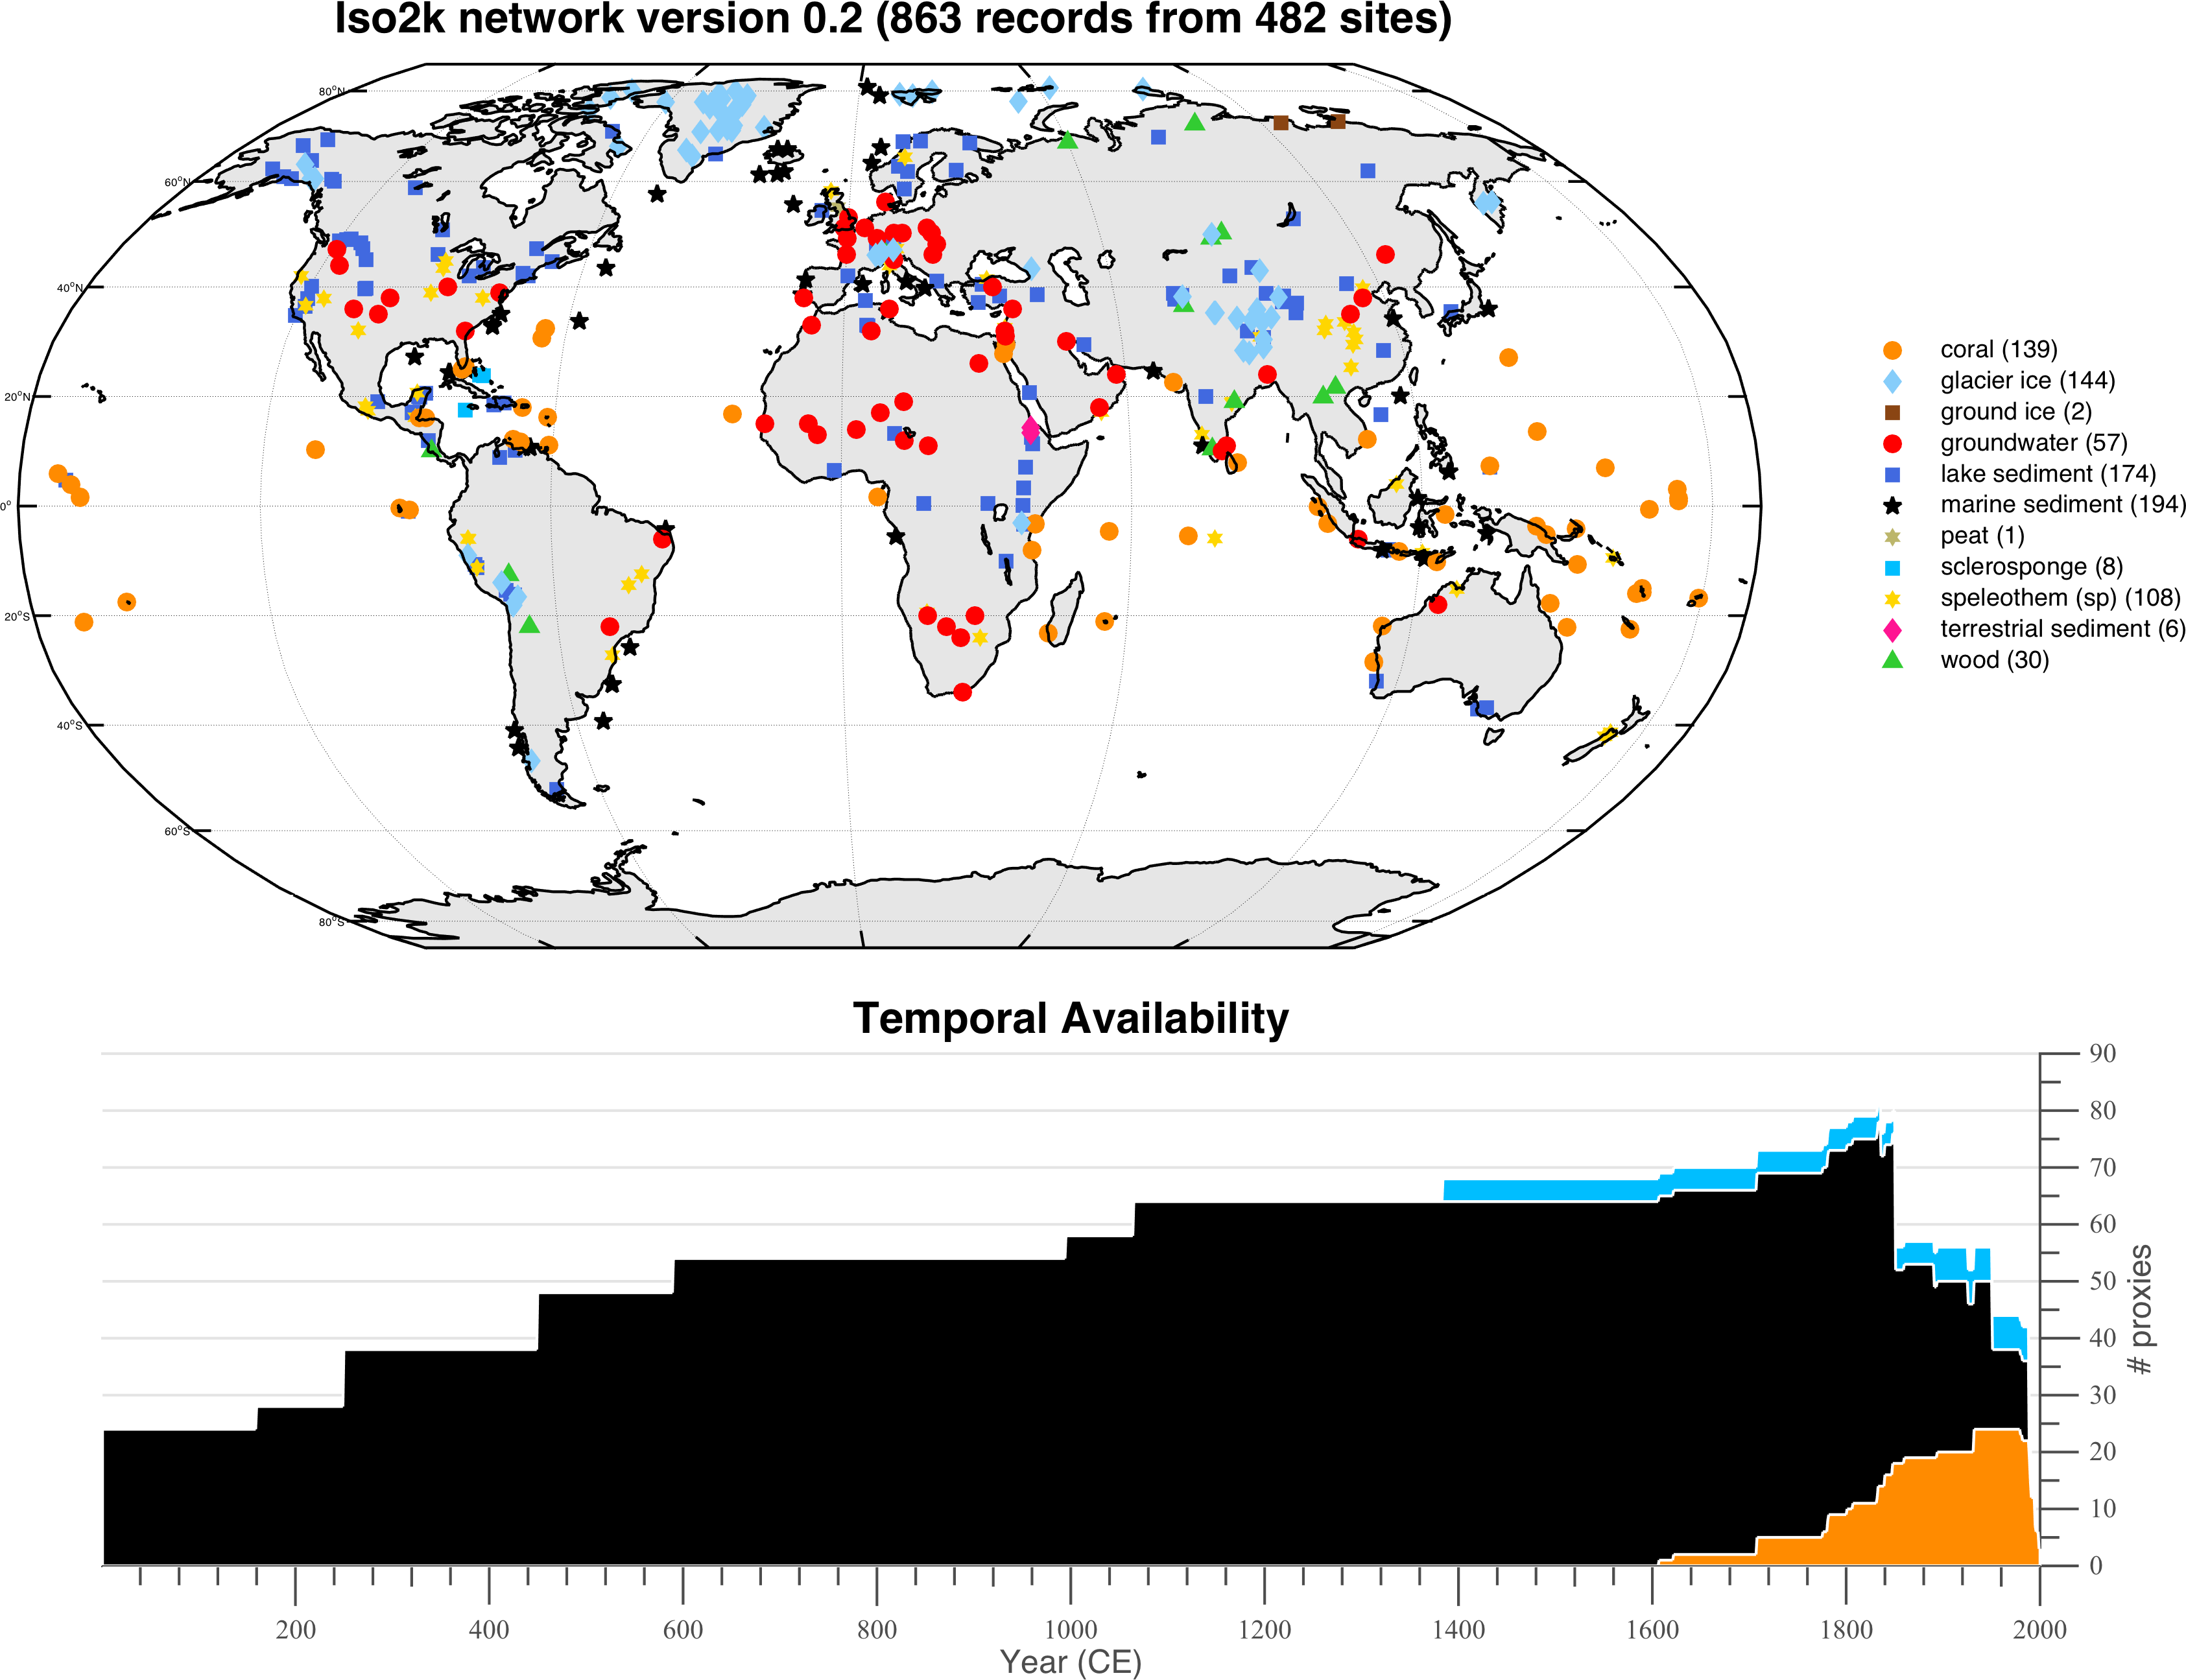 Iso2k network version 0.2 (863 records from 482 sites)
80°N
60°N
40°N
20°N
0°
20°S
40°S
60°S
80°S
coral (139)
glacier ice (144)
ground ice (2)
groundwater (57)
lake sediment (174)
marine sediment (194)
peat (1)
sclerosponge (8)
speleothem (sp) (108)
terrestrial sediment (6)
wood (30)
Temporal Availability
90
80
70
60
50
40
30
20
10
0
# proxies
200 400 600 800 1000 1200 1400 1600 1800 2000
Year (CE)